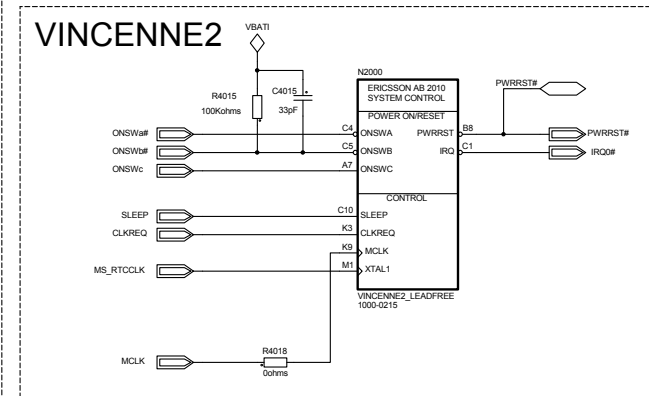 VINCENNE2
VBATI
R4015
100Kohms
C4015
33pF
N2000
ERICSSON AB 2010
SYSTEM CONTROL
POWER ON/RESET
PWRRST#
ONSWa# C4 ONSWA PWRRST B8 PWRRST#
ONSWb# C5 ONSWB IRQ C1 IRQ0#
ONSWc A7 ONSWC
CONTROL
SLEEP C10 SLEEP
CLKREQ K3 CLKREQ
K9 MCLK
MS_RTCCLK M1 XTAL1
VINCENNE2_LEADFREE
1000-0215
MCLK
R4018
0ohms